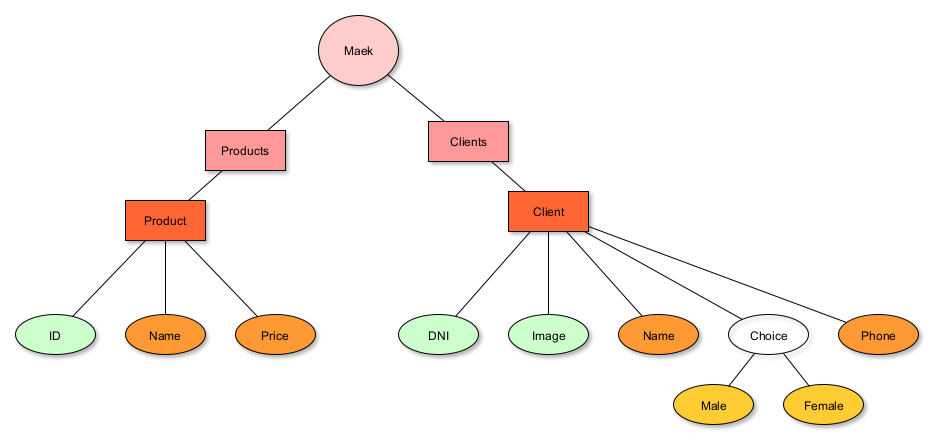 Maek
Products
Clients
Product
Client
ID
Name
Price
DNI
Image
Name
Choice
Phone
Male
Female